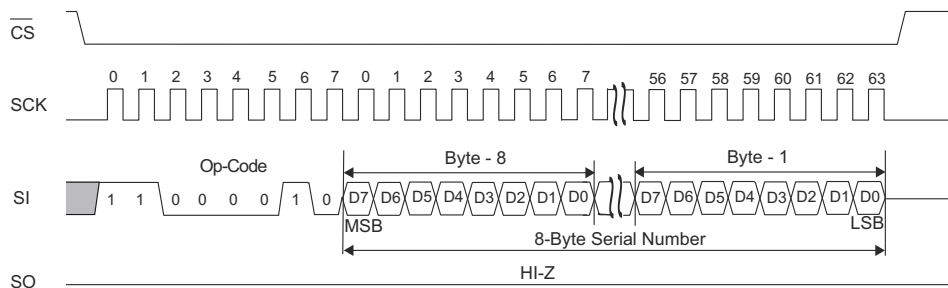 CS
0 1 2 3 4 5 6 7 0 1 2 3 4 5 6 7 56 57 58 59 60 61 62 63
SCK
Op-Code Byte - 8 Byte - 1
SI 1 1 0 0 0 0 1 0 D7 D6 D5 D4 D3 D2 D1 D0 D7 D6 D5 D4 D3 D2 D1 D0
MSB LSB
8-Byte Serial Number
HI-Z
SO